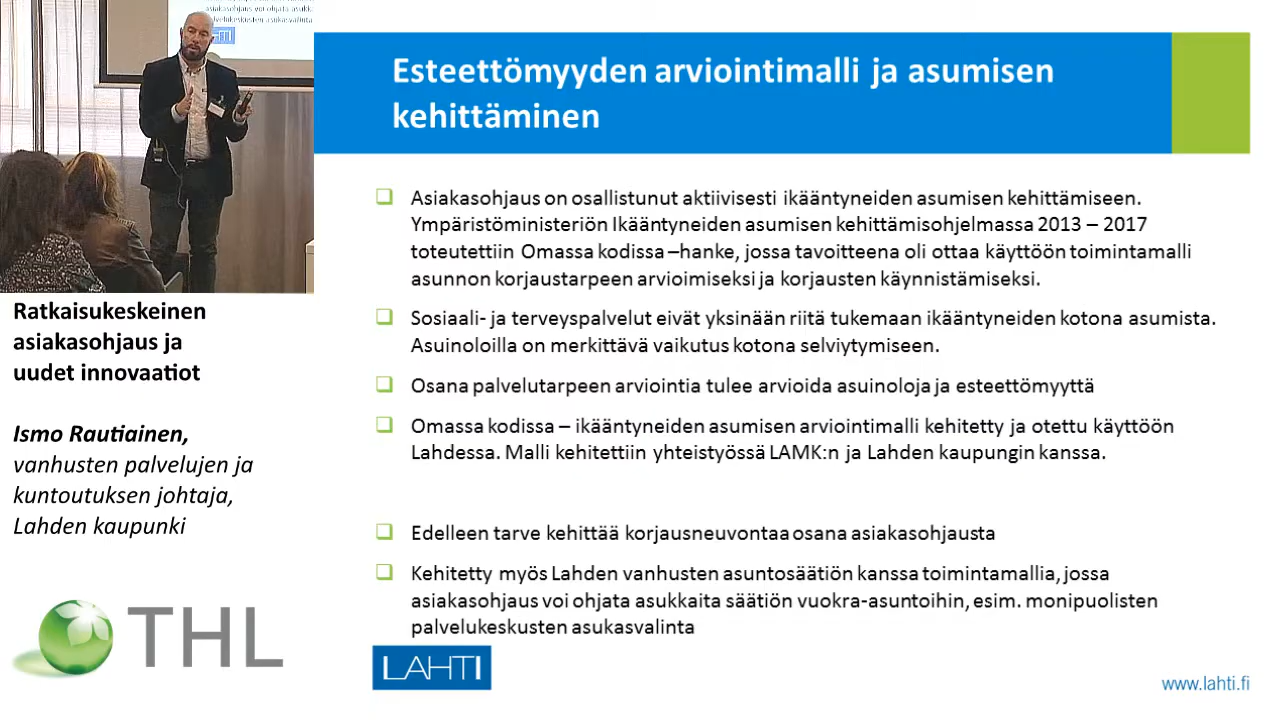 asiakasohjaus voi ohjata asukk
palvelukeskusten asukasvalinta
Esteettömyyden arviointimalli ja asumisen
kehittäminen
Asiakasohjaus on osallistunut aktiivisesti ikääntyneiden asumisen kehittämiseen.
Ympäristöministeriön Ikääntyneiden asumisen kehittämisohjelmassa 2013 – 2017
toteutettiin Omassa kodissa –hanke, jossa tavoitteena oli ottaa käyttöön toimintamalli
asunnon korjaustarpeen arvioimiseksi ja korjausten käynnistämiseksi.
Sosiaali- ja terveyspalvelut eivät yksinään riitä tukemaan ikääntyneiden kotona asumista.
Asuinoloilla on merkittävä vaikutus kotona selviytymiseen.
Osana palvelutarpeen arviointia tulee arvioida asuinoloja ja esteettömyyttä
Omassa kodissa – ikääntyneiden asumisen arviointimalli kehitetty ja otettu käyttöön
Lahdessa. Malli kehitettiin yhteistyössä LAMK:n ja Lahden kaupungin kanssa.
Edelleen tarve kehittää korjausneuvontaa osana asiakasohjausta
Kehitetty myös Lahden vanhusten asuntosäätiön kanssa toimintamallia, jossa
asiakasohjaus voi ohjata asukkaita säätiön vuokra-asuntoihin, esim. monipuolisten
palvelukeskusten asukasvalinta
LAHTI
www.lahti.fi
Ratkaisukeskeinen
asiakasohjaus ja
uudet innovaatiot
Ismo Rautiainen,
vanhusten palvelujen ja
kuntoutuksen johtaja,
Lahden kaupunki
THL